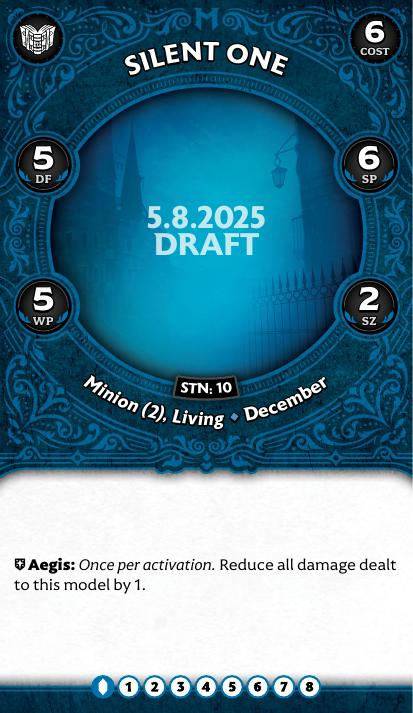 SILENT ONE
6
COST
5
DF
6
SP
5.8.2025
DRAFT
5
WP
2
SZ
STN: 10
Minion (2), Living ◆ December
Aegis: Once per activation. Reduce all damage dealt
to this model by 1.
1 2 3 4 5 6 7 8